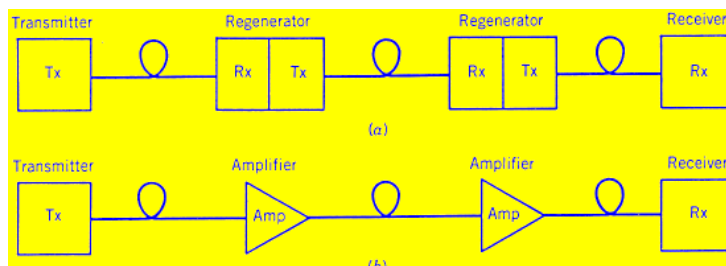 Transmitter Regenerator Regenerator Receiver
Tx Rx Tx Rx Tx Rx
(a)
Transmitter Amplifier Amplifier Receiver
Tx Amp Amp Rx
(b)